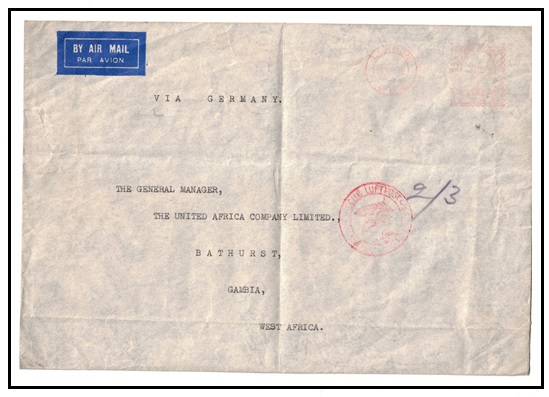 BY AIR MAIL
PAR AVION
VIA GERMANY.
THE GENERAL MANAGER,
THE UNITED AFRICA COMPANY LIMITED.,
2/3
BATHURST,
GAMBIA,
WEST AFRICA.